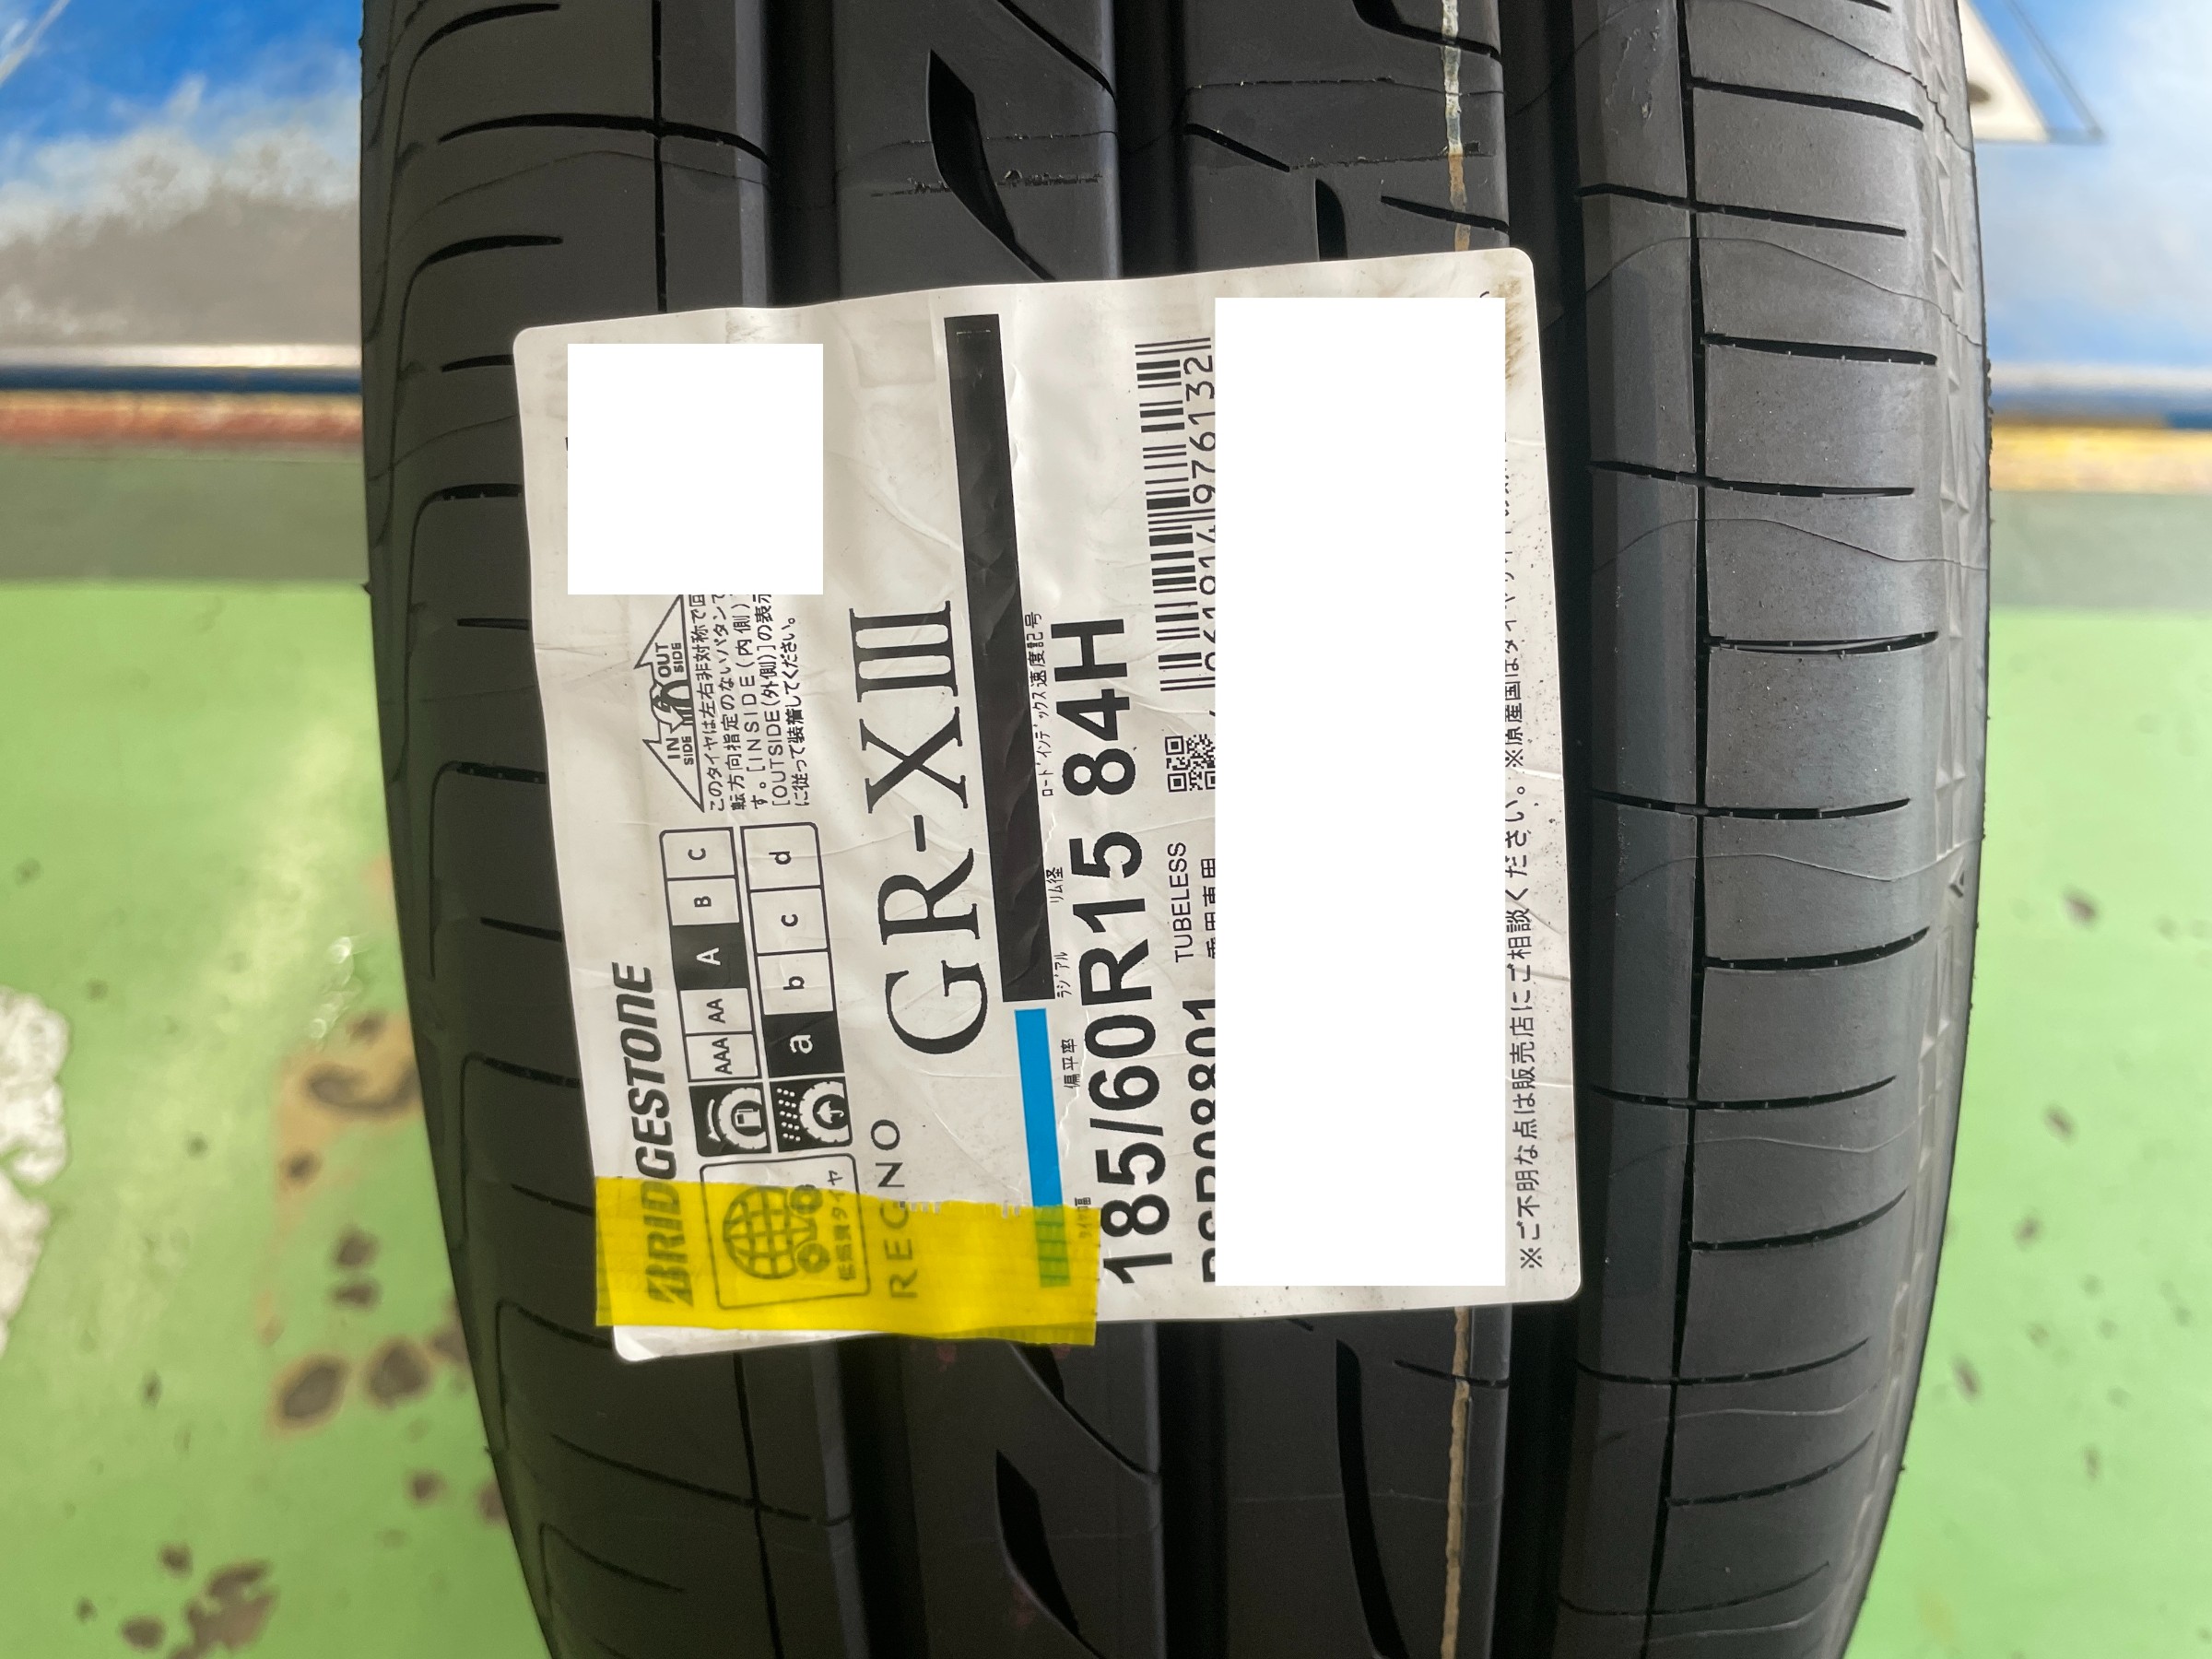 BRIDGESTONE
低燃費タイヤ
AAA AA A B C
a b c d
IN SIDE
OUT SIDE
このタイヤは左右非対称で回
転方向指定のないパタンで
す。[INSIDE(内側)
[OUTSIDE(外側)]の表示
に従って装着してください。
REGNO GR-XⅢ
タイヤ幅 偏平率 ラジアル リム径 ロードインデックス 速度記号
185/60R15 84H
TUBELESS
976132
※ご不明な点は販売店にご相談ください。※原産国はタイヤサイド